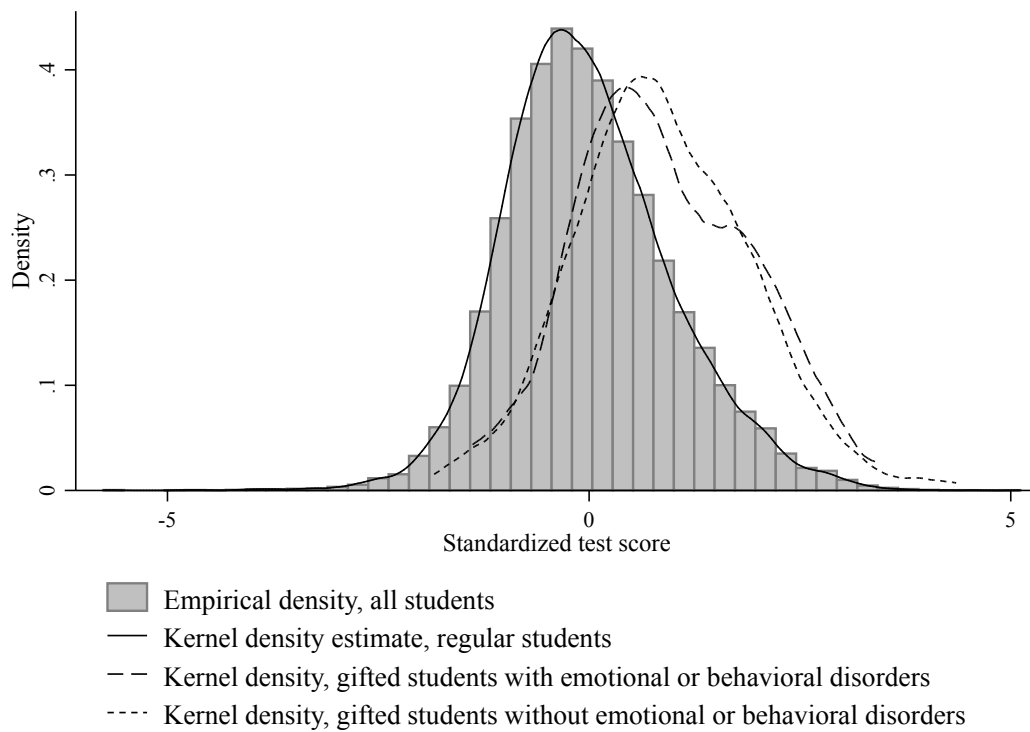 .4
.3
.2
.1
0
Density
-5 0 5
Standardized test score
Empirical density, all students
Kernel density estimate, regular students
Kernel density, gifted students with emotional or behavioral disorders
Kernel density, gifted students without emotional or behavioral disorders